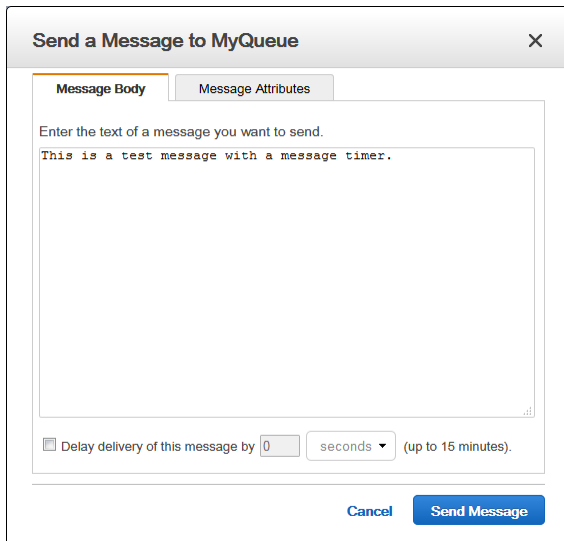 Send a Message to MyQueue
Message Body Message Attributes
Enter the text of a message you want to send.
This is a test message with a message timer.
Delay delivery of this message by 0 seconds (up to 15 minutes).
Cancel Send Message